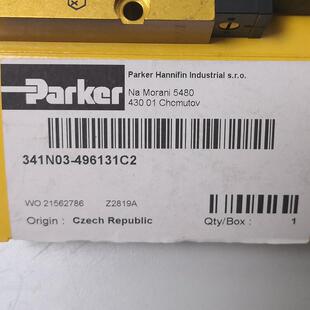 Parker
Parker Hannifin Industrial s.r.o.
Na Morani 5480
430 01 Chomutov
341N03-496131C2
WO 21562786 Z2819A
Origin : Czech Republic
Qty/Box : 1